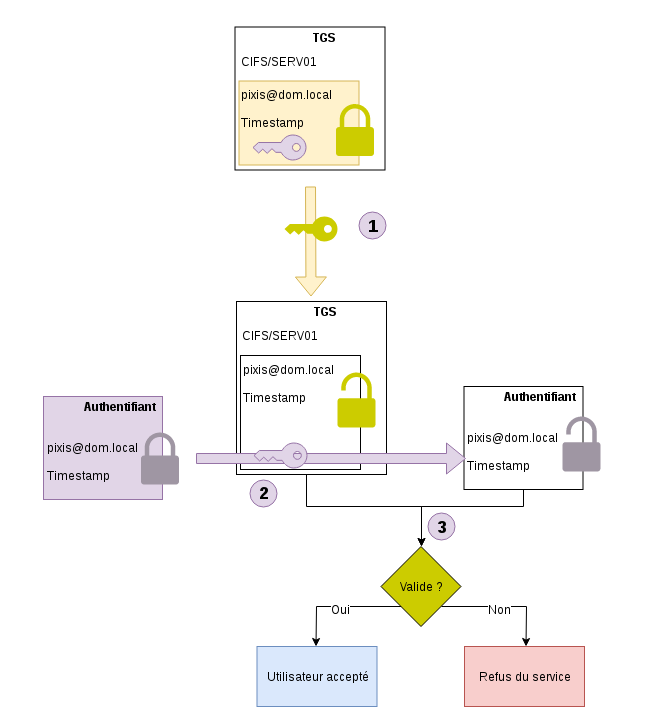 TGS
CIFS/SERV01
pixis@dom.local
Timestamp
1
TGS
CIFS/SERV01
pixis@dom.local
Timestamp
Authentifiant
pixis@dom.local
Timestamp
Authentifiant
pixis@dom.local
Timestamp
2
3
Valide ?
Oui
Non
Utilisateur accepté
Refus du service